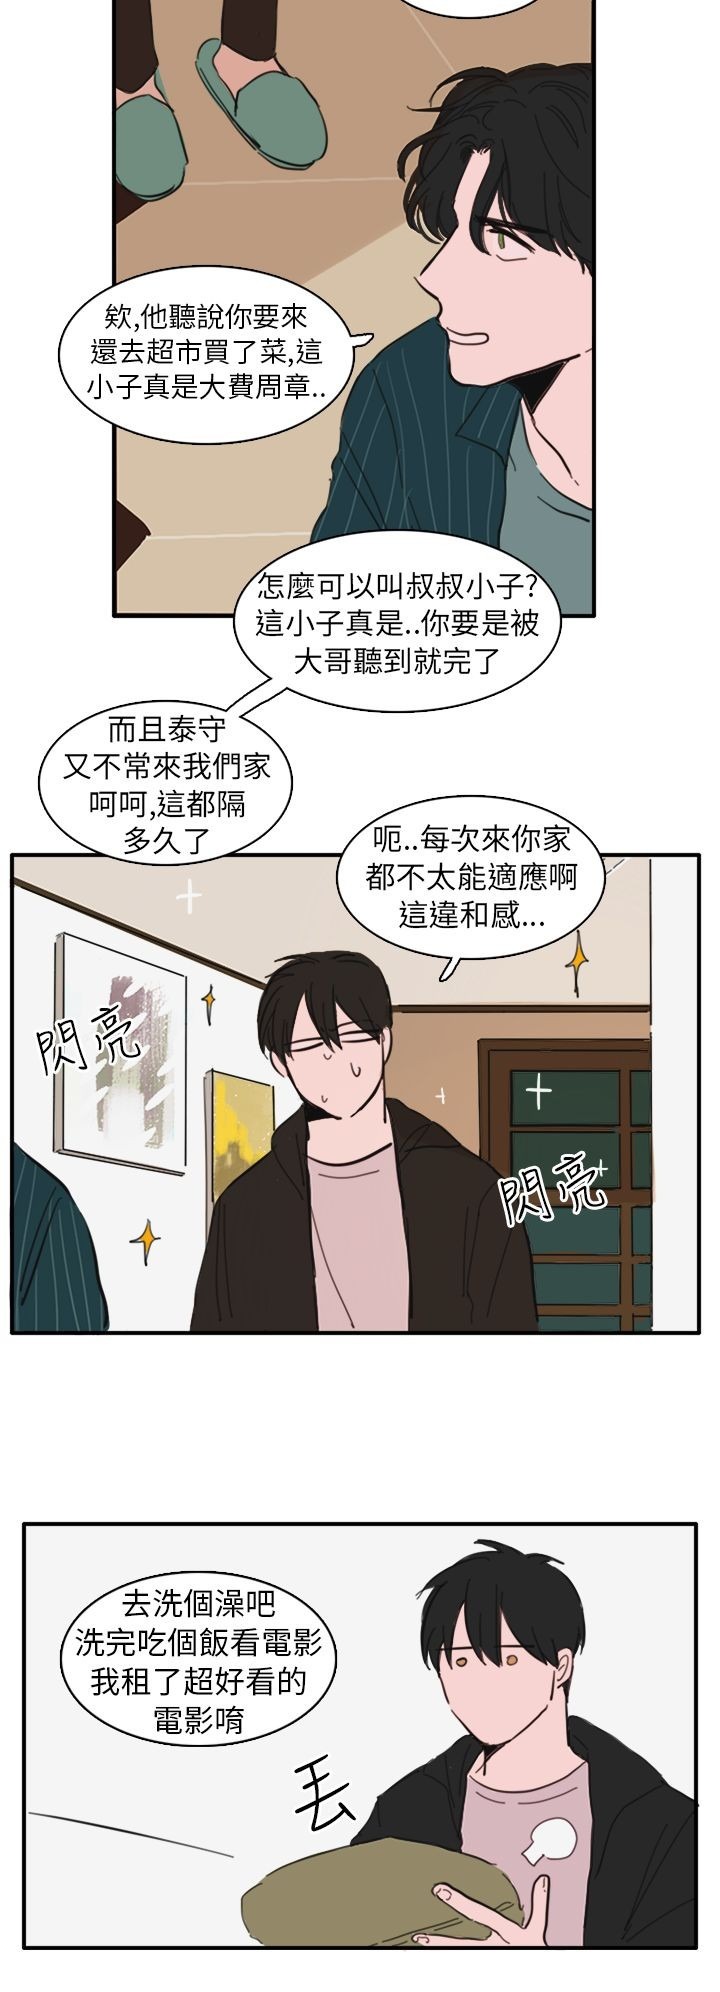 欸,他聽說你要來
還去超市買了菜,這
小子真是大費周章..
怎麼可以叫叔叔小子?
這小子真是..你要是被
大哥聽到就完了
而且泰守
又不常來我們家
呵呵,這都隔
多久了
呃..每次來你家
都不太能適應啊
這違和感...
閃亮
閃亮
去洗個澡吧
洗完吃個飯看電影
我租了超好看的
電影唷
丟